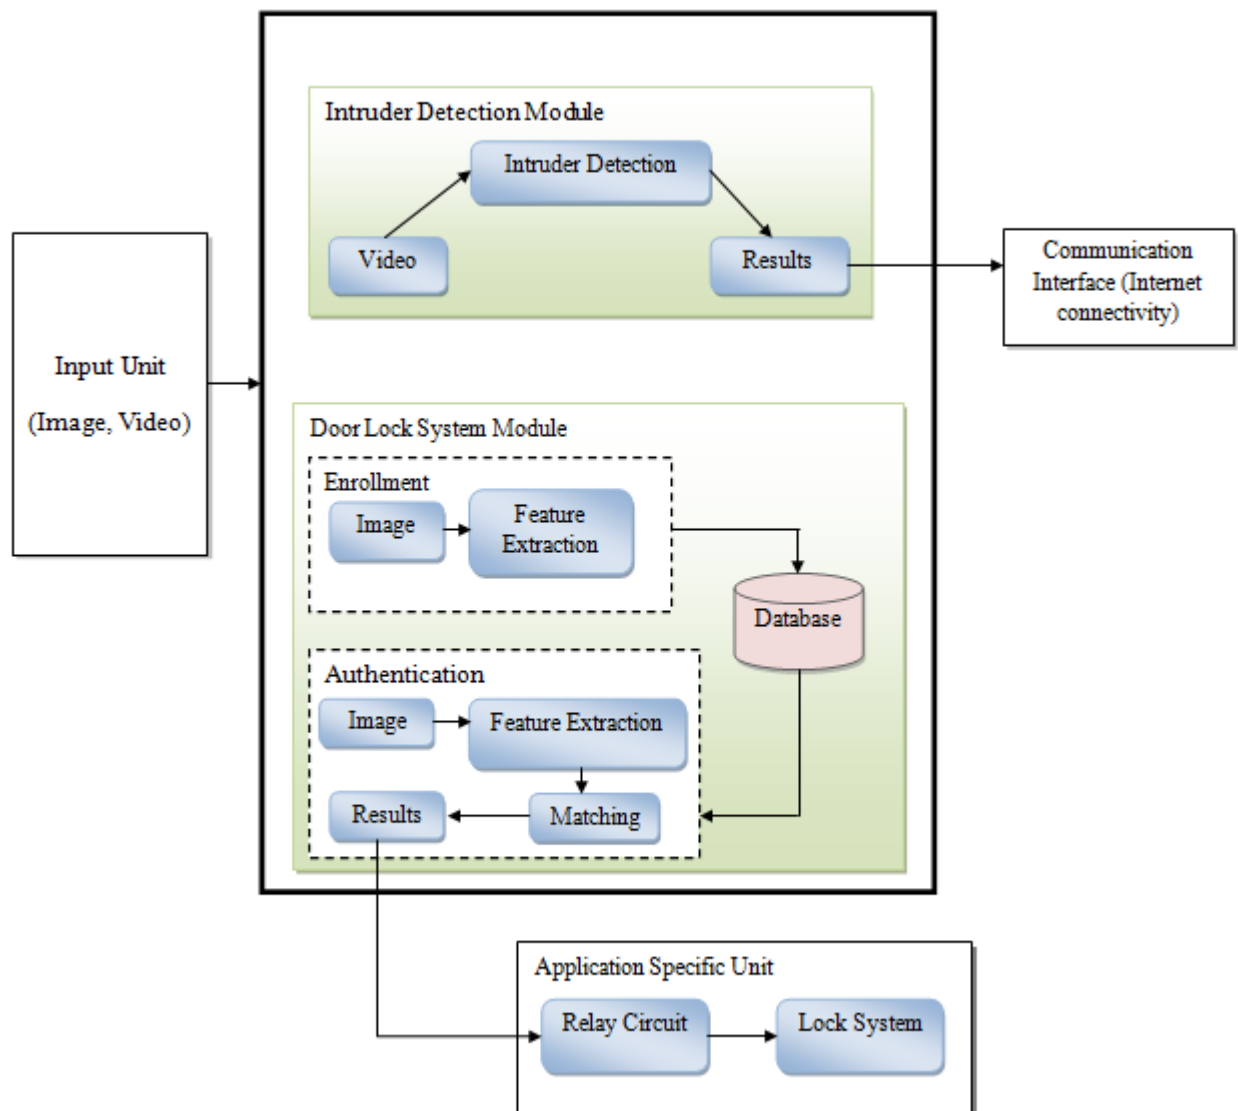 Intruder Detection Module
Intruder Detection
Video
Results
Communication
Interface (Internet
connectivity)
Input Unit
(Image, Video)
Door Lock System Module
Enrollment
Image
Feature
Extraction
Database
Authentication
Image
Feature Extraction
Results
Matching
Application Specific Unit
Relay Circuit
Lock System